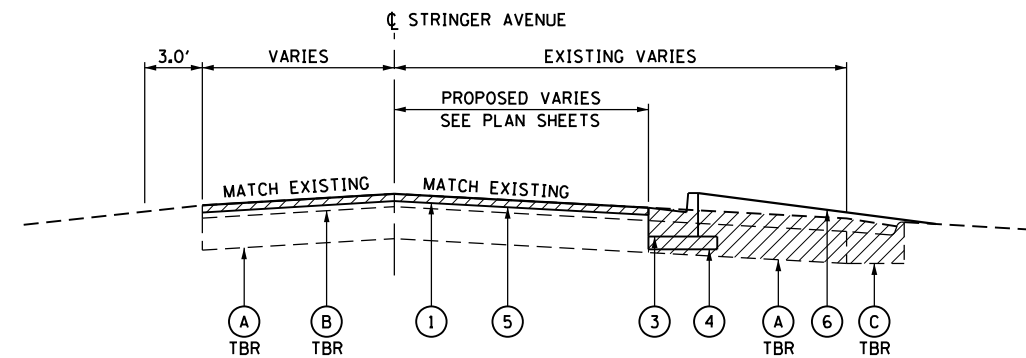 ℄ STRINGER AVENUE
3.0' VARIES EXISTING VARIES
PROPOSED VARIES
SEE PLAN SHEETS
MATCH EXISTING MATCH EXISTING
A B 1 5 3 4 A 6 C
TBR TBR TBR TBR